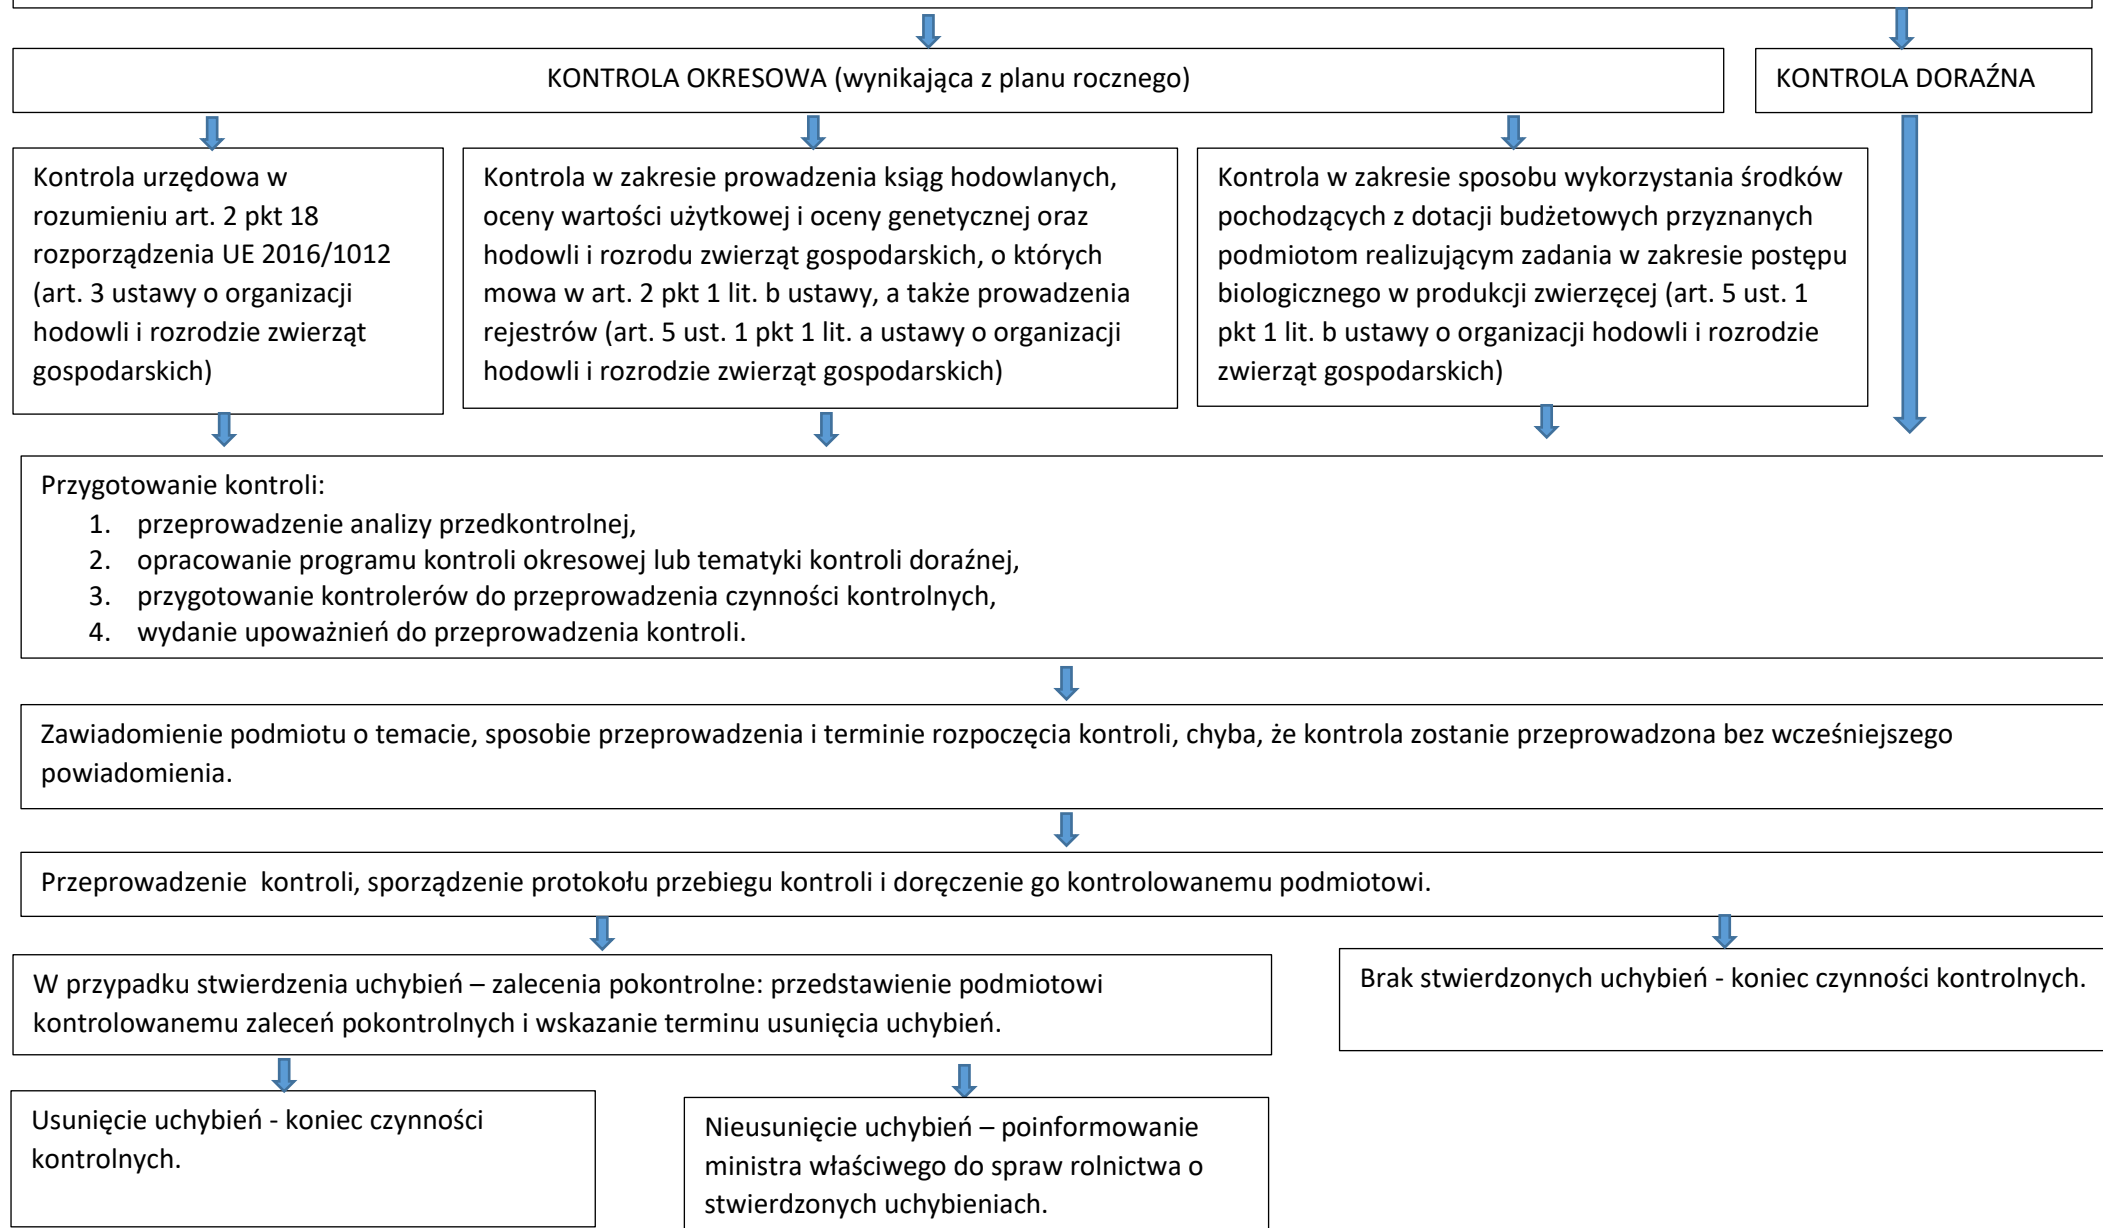 KONTROLA OKRESOWA (wynikająca z planu rocznego)
KONTROLA DORAŹNA
Kontrola urzędowa w
rozumieniu art. 2 pkt 18
rozporządzenia UE 2016/1012
(art. 3 ustawy o organizacji
hodowli i rozrodzie zwierząt
gospodarskich)
Kontrola w zakresie prowadzenia ksiąg hodowlanych,
oceny wartości użytkowej i oceny genetycznej oraz
hodowli i rozrodu zwierząt gospodarskich, o których
mowa w art. 2 pkt 1 lit. b ustawy, a także prowadzenia
rejestrów (art. 5 ust. 1 pkt 1 lit. a ustawy o organizacji
hodowli i rozrodzie zwierząt gospodarskich)
Kontrola w zakresie sposobu wykorzystania środków
pochodzących z dotacji budżetowych przyznanych
podmiotom realizującym zadania w zakresie postępu
biologicznego w produkcji zwierzęcej (art. 5 ust. 1
pkt 1 lit. b ustawy o organizacji hodowli i rozrodzie
zwierząt gospodarskich)
Przygotowanie kontroli:
1. przeprowadzenie analizy przedkontrolnej,
2. opracowanie programu kontroli okresowej lub tematyki kontroli doraźnej,
3. przygotowanie kontrolerów do przeprowadzenia czynności kontrolnych,
4. wydanie upoważnień do przeprowadzenia kontroli.
Zawiadomienie podmiotu o temacie, sposobie przeprowadzenia i terminie rozpoczęcia kontroli, chyba, że kontrola zostanie przeprowadzona bez wcześniejszego
powiadomienia.
Przeprowadzenie kontroli, sporządzenie protokołu przebiegu kontroli i doręczenie go kontrolowanemu podmiotowi.
W przypadku stwierdzenia uchybień – zalecenia pokontrolne: przedstawienie podmiotowi
kontrolowanemu zaleceń pokontrolnych i wskazanie terminu usunięcia uchybień.
Brak stwierdzonych uchybień - koniec czynności kontrolnych.
Usunięcie uchybień - koniec czynności
kontrolnych.
Nieusunięcie uchybień – poinformowanie
ministra właściwego do spraw rolnictwa o
stwierdzonych uchybieniach.